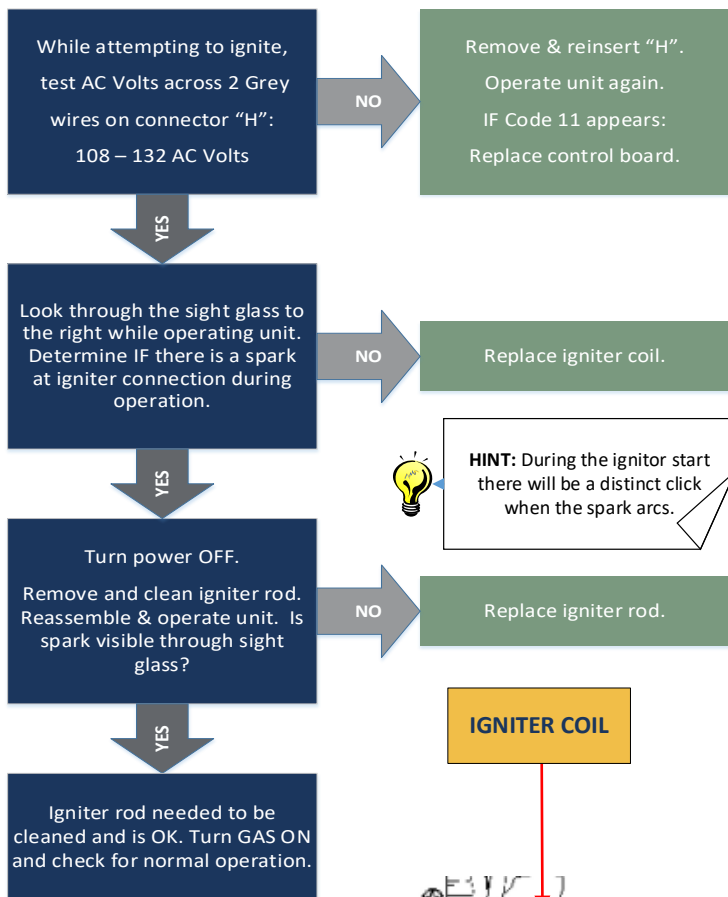 While attempting to ignite,
test AC Volts across 2 Grey
wires on connector “H”:
108 – 132 AC Volts
NO
Remove & reinsert “H”.
Operate unit again.
IF Code 11 appears:
Replace control board.
YES
Look through the sight glass to
the right while operating unit.
Determine IF there is a spark
at igniter connection during
operation.
NO
Replace igniter coil.
HINT: During the ignitor start
there will be a distinct click
when the spark arcs.
YES
Turn power OFF.
Remove and clean igniter rod.
Reassemble & operate unit. Is
spark visible through sight
glass?
NO
Replace igniter rod.
YES
IGNITER COIL
Igniter rod needed to be
cleaned and is OK. Turn GAS ON
and check for normal operation.